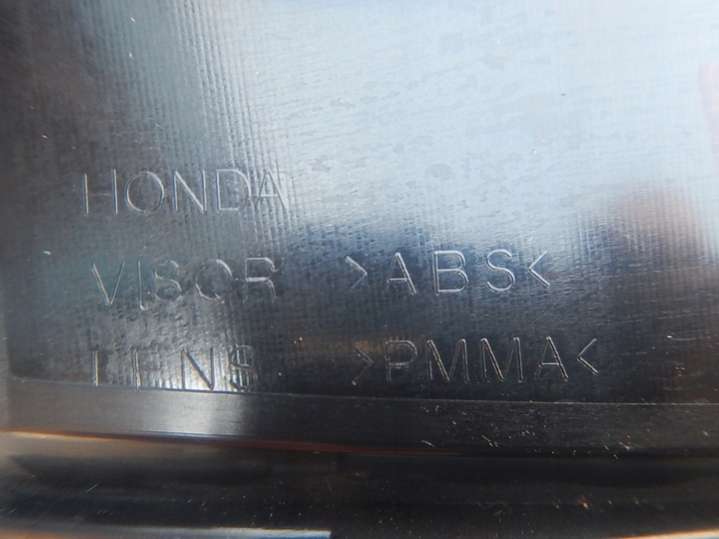 HONDA
VISOR >ABS<
LENS >PMMA<